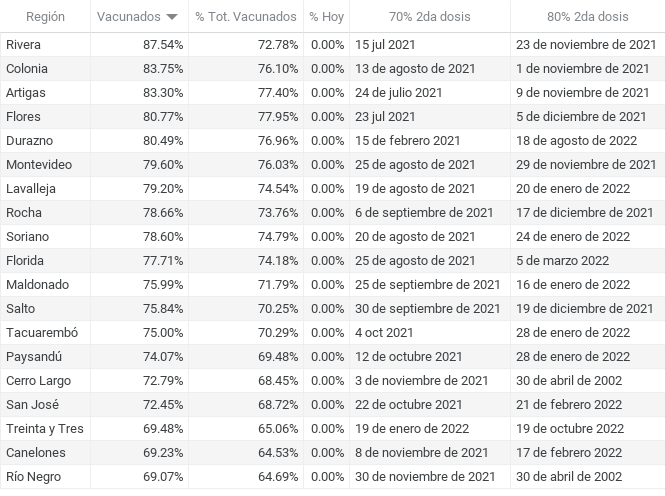 Región Vacunados % Tot. Vacunados % Hoy 70% 2da dosis 80% 2da dosis
Rivera 87.54% 72.78% 0.00% 15 jul 2021 23 de noviembre de 2021
Colonia 83.75% 76.10% 0.00% 13 de agosto de 2021 1 de noviembre de 2021
Artigas 83.30% 77.40% 0.00% 24 de julio 2021 9 de noviembre de 2021
Flores 80.77% 77.95% 0.00% 23 jul 2021 5 de diciembre de 2021
Durazno 80.49% 76.96% 0.00% 15 de febrero 2021 18 de agosto de 2022
Montevideo 79.60% 76.03% 0.00% 25 de agosto de 2021 29 de noviembre de 2021
Lavalleja 79.20% 74.54% 0.00% 19 de agosto de 2021 20 de enero de 2022
Rocha 78.66% 73.76% 0.00% 6 de septiembre de 2021 17 de diciembre de 2021
Soriano 78.60% 74.79% 0.00% 20 de agosto de 2021 24 de enero de 2022
Florida 77.71% 74.18% 0.00% 25 de agosto de 2021 5 de marzo 2022
Maldonado 75.99% 71.79% 0.00% 25 de septiembre de 2021 16 de enero de 2022
Salto 75.84% 70.25% 0.00% 30 de septiembre de 2021 19 de diciembre de 2021
Tacuarembó 75.00% 70.29% 0.00% 4 oct 2021 28 de enero de 2022
Paysandú 74.07% 69.48% 0.00% 12 de octubre 2021 28 de enero de 2022
Cerro Largo 72.79% 68.45% 0.00% 3 de noviembre de 2021 30 de abril de 2002
San José 72.45% 68.72% 0.00% 22 de octubre 2021 21 de febrero 2022
Treinta y Tres 69.48% 65.06% 0.00% 19 de enero de 2022 19 de octubre 2022
Canelones 69.23% 64.53% 0.00% 8 de noviembre de 2021 17 de febrero 2022
Río Negro 69.07% 64.69% 0.00% 30 de noviembre de 2021 30 de abril de 2002